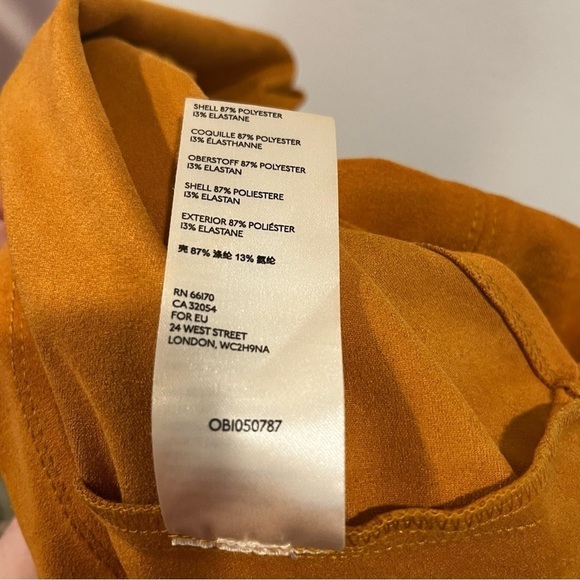 SHELL 87% POLYESTER
13% ELASTANE
COQUILLE 87% POLYESTER
13% ÉLASTHANNE
OBERSTOFF 87% POLYESTER
13% ELASTAN
SHELL 87% POLIESTERE
13% ELASTAN
EXTERIOR 87% POLIÉSTER
13% ELASTANE
壳 87% 涤纶 13% 氨纶
RN 66170
CA 32054
FOR EU
24 WEST STREET
LONDON, WC2H9NA
OB1050787